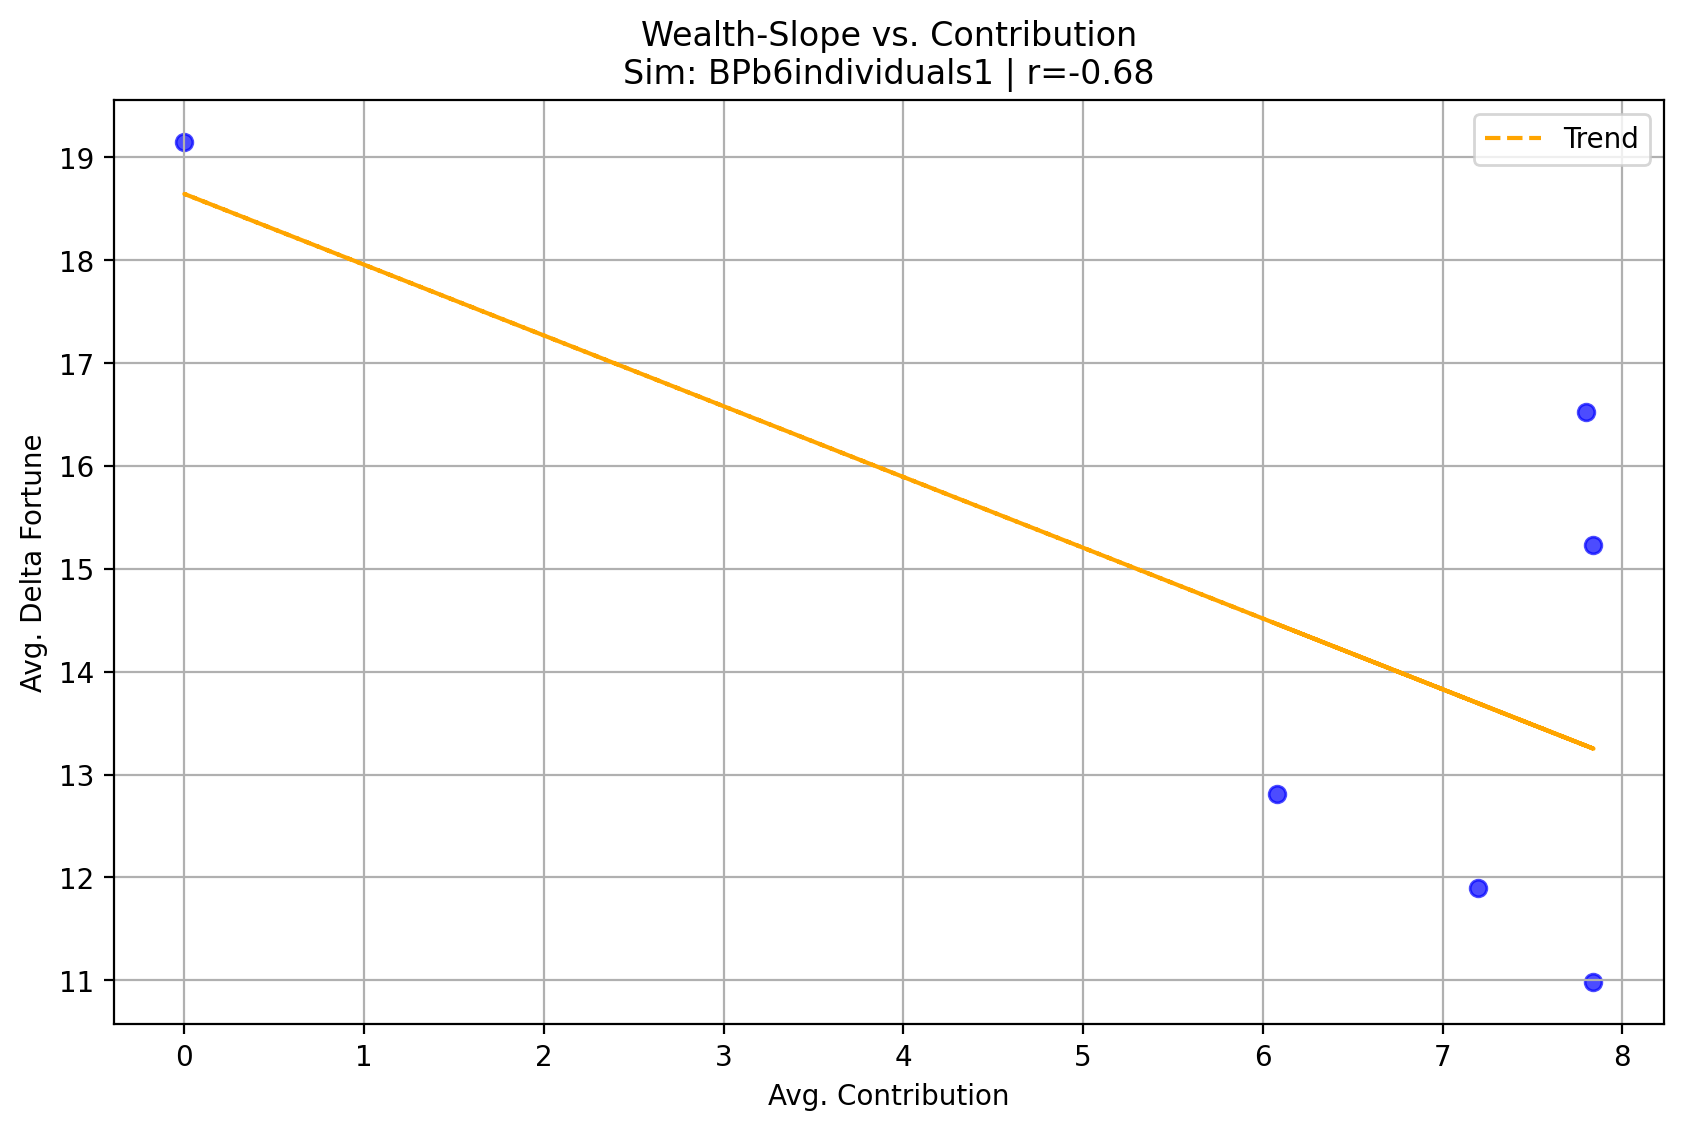 Wealth-Slope vs. Contribution
Sim: BPb6individuals1 | r=-0.68
Trend
19
18
17
16
15
14
13
12
11
Avg. Delta Fortune
0 1 2 3 4 5 6 7 8
Avg. Contribution